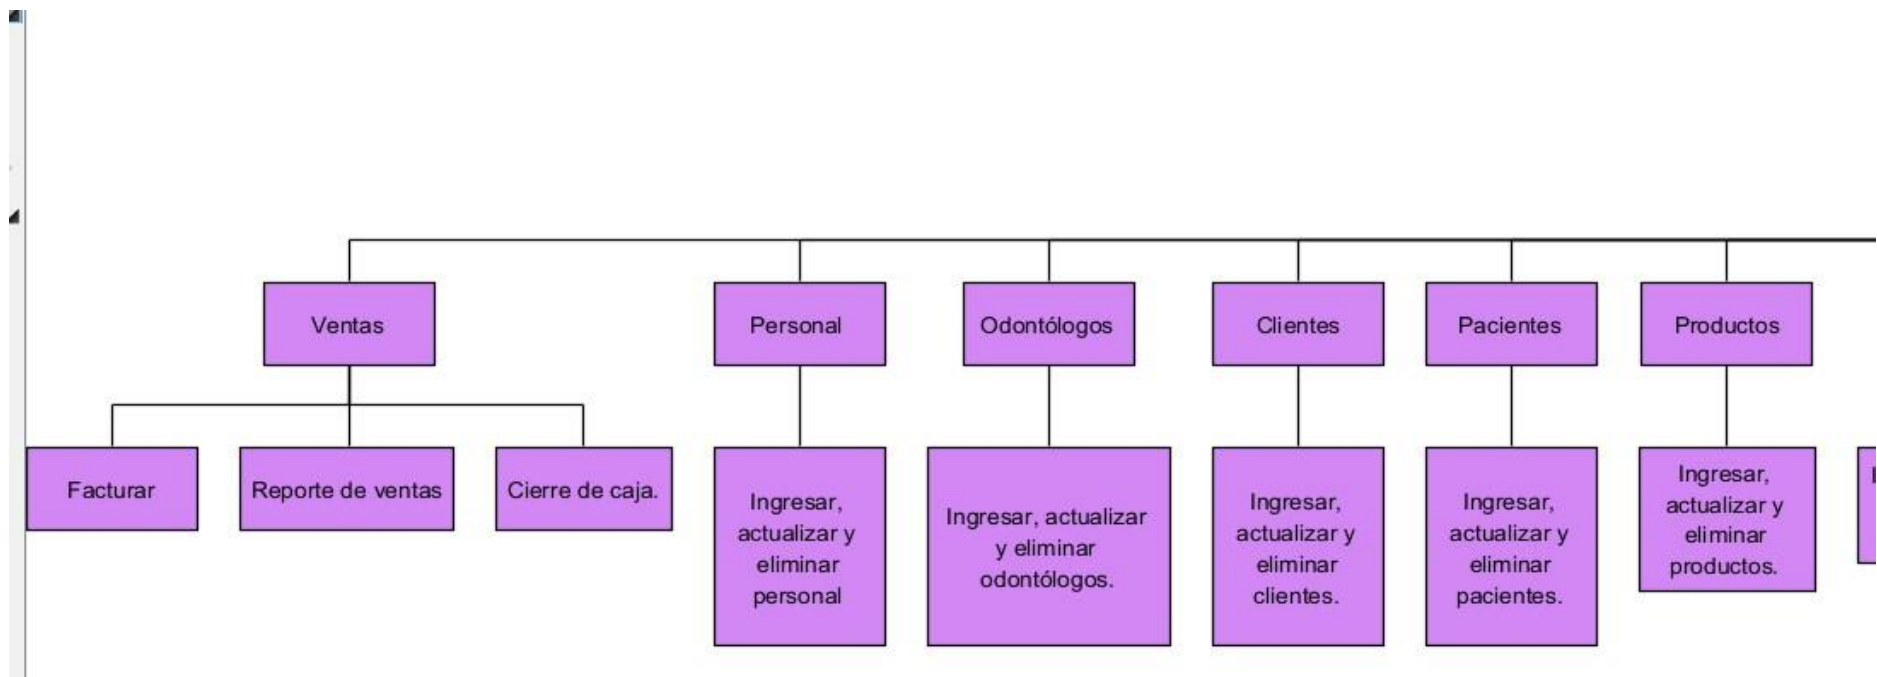 Ventas
Personal
Odontólogos
Clientes
Pacientes
Productos
Facturar
Reporte de ventas
Cierre de caja.
Ingresar,
actualizar y
eliminar
personal
Ingresar, actualizar
y eliminar
odontólogos.
Ingresar,
actualizar y
eliminar
clientes.
Ingresar,
actualizar y
eliminar
pacientes.
Ingresar,
actualizar y
eliminar
productos.